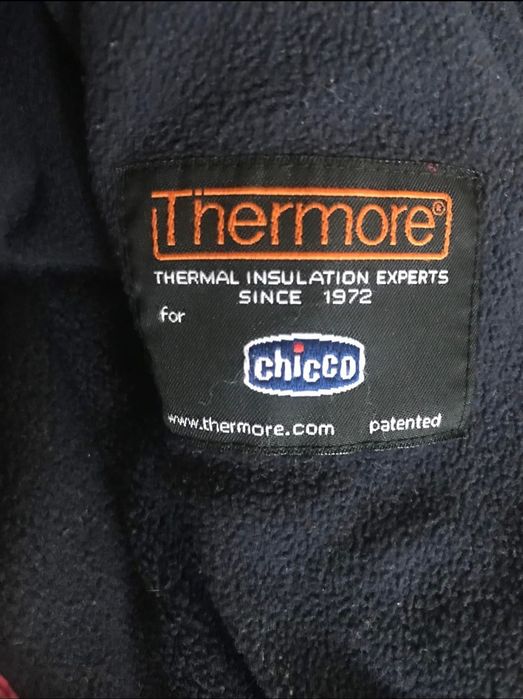 Thermore®
THERMAL INSULATION EXPERTS
SINCE 1972
for
chicco
www.thermore.com patented